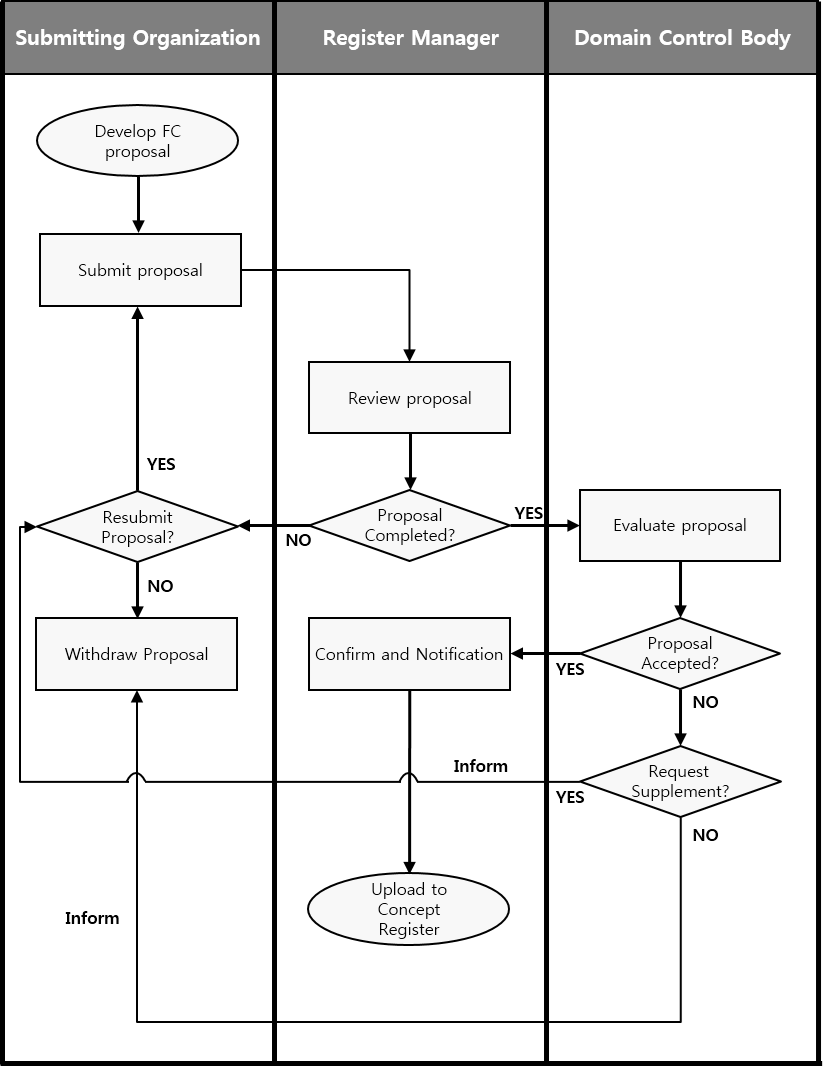 Submitting Organization
Register Manager
Domain Control Body
Develop FC
proposal
Submit proposal
Review proposal
YES
Resubmit
Proposal?
NO
Proposal
Completed?
YES
Evaluate proposal
NO
Withdraw Proposal
Confirm and Notification
YES
Proposal
Accepted?
NO
Inform
YES
Request
Supplement?
NO
Inform
Upload to
Concept
Register